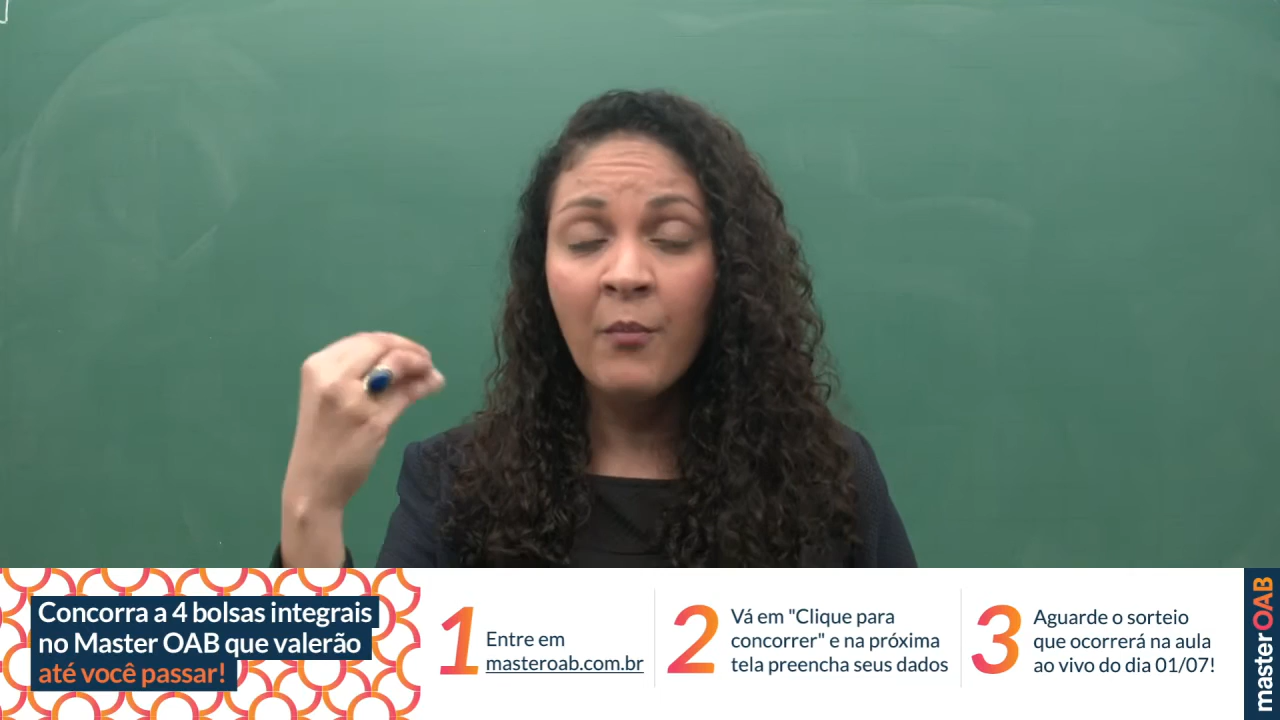 Concorra a 4 bolsas integrais
no Master OAB que valerão
até você passar!
1
Entre em
masteroab.com.br
2
Vá em "Clique para
concorrer" e na próxima
tela preencha seus dados
3
Aguarde o sorteio
que ocorrerá na aula
ao vivo do dia 01/07!
masterOAB